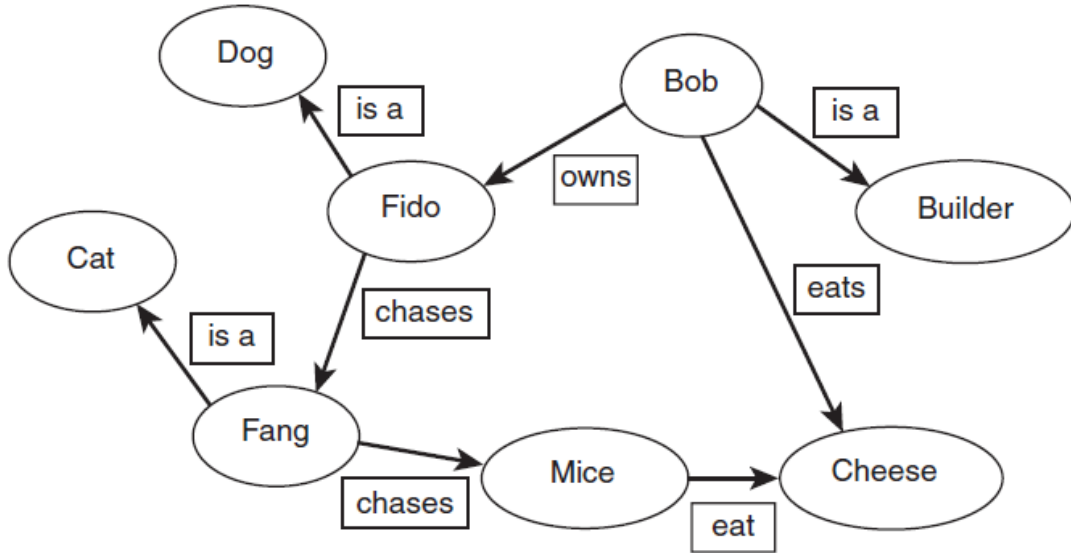 Dog
Bob
is a
is a
owns
Fido
Builder
Cat
chases
eats
is a
Fang
Mice
Cheese
chases
eat